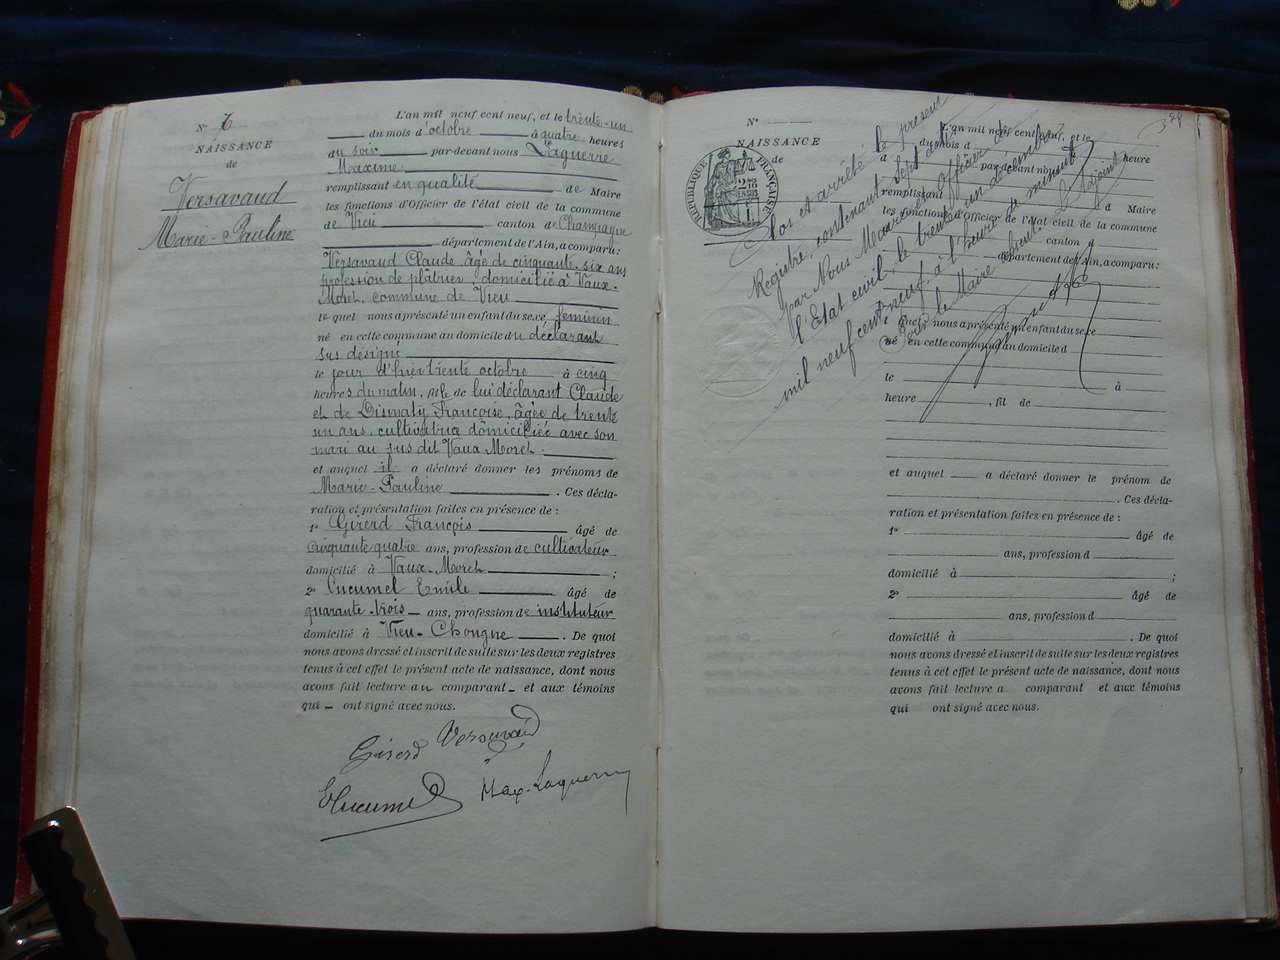 N° 7
NAISSANCE
de
Versavaud
Marie-Pauline
L'an mil neuf cent neuf, et le trente-un
du mois d'octobre à quatre heures
du soir par-devant nous Laguerre
Maxime
remplissant en qualité de Maire
les fonctions d'Officier de l'état civil de la commune
de Vieu canton de Champagne
département de l'Ain, a comparu:
Versavaud Claude âgé de cinquante-six ans
profession de plâtrier domicilié à Vaux-
Moret, commune de Vieu
lequel nous a présenté un enfant du sexe féminin
né en cette commune au domicile du déclarant
sus désigné
le jour d'hier trente octobre à cinq
heures du matin, fille de lui déclarant Claude
et de Françoise, âgée de trente
un ans, cultivatrice domiciliée avec son
mari au sus dit Vaux Moret.
et auquel il a déclaré donner les prénoms de
Marie-Pauline . Ces décla-
ration et présentation faites en présence de :
1° Girerd François âgé de
cinquante quatre ans, profession de cultivateur
domicilié à Vaux-Moret ;
2° Cucumel Emile âgé de
quarante-trois ans, profession de instituteur
domicilié à Vieu-Chongne . De quoi
nous avons dressé et inscrit de suite sur les deux registres
tenus à cet effet le présent acte de naissance, dont nous
avons fait lecture au comparant et aux témoins
qui ont signé avec nous.
Girerd Versavaud
E Cucumel Max. Laguerre
N°
NAISSANCE
de
RÉPUBLIQUE FRANÇAISE
L'an mil neuf cent neuf, et le
du mois d
à heure
par-devant nous
remplissant d Maire
les fonctions d'Officier de l'état civil de la commune
d canton
département de l'Ain, a comparu:
lequel nous a présenté un enfant du sexe
né en cette commune au domicile d
le à
heure , fil de
Clos et arrêté le présent
Registre, contenant Sept actes
par Nous Maire Officier de
l'Etat civil, le trente un décembre
mil neuf cent neuf à l'heure de minuit
Pour le Maire l'adjoint
et auquel a déclaré donner le prénom de
. Ces décla-
ration et présentation faites en présence de :
1° âgé de
ans, profession d
domicilié à ;
2° âgé de
ans, profession d
domicilié à . De quoi
nous avons dressé et inscrit de suite sur les deux registres
tenus à cet effet le présent acte de naissance, dont nous
avons fait lecture a comparant et aux témoins
qui ont signé avec nous.